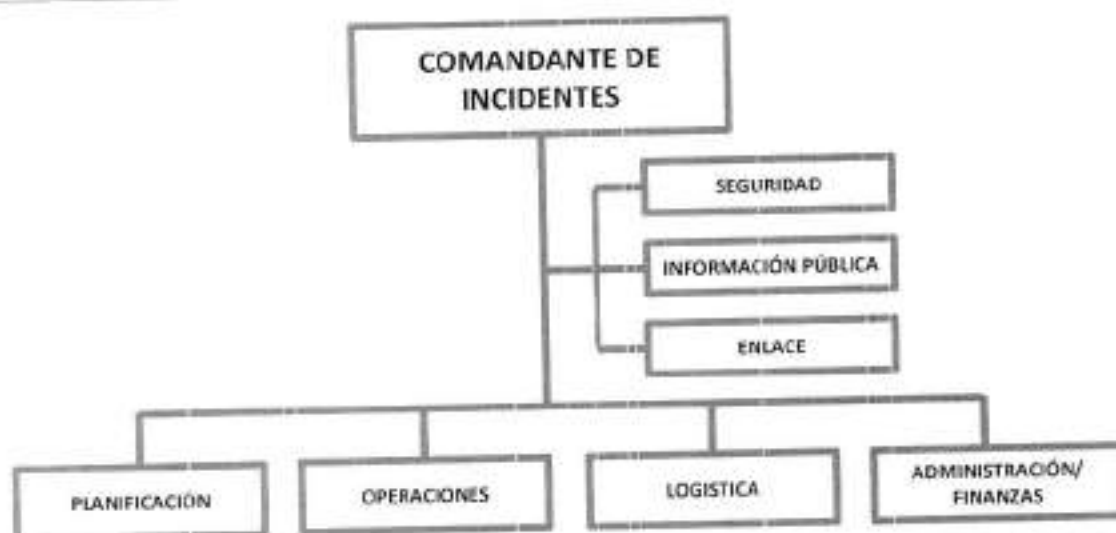 COMANDANTE DE
INCIDENTES
SEGURIDAD
INFORMACIÓN PÚBLICA
ENLACE
PLANIFICACIÓN
OPERACIONES
LOGISTICA
ADMINISTRACIÓN/
FINANZAS